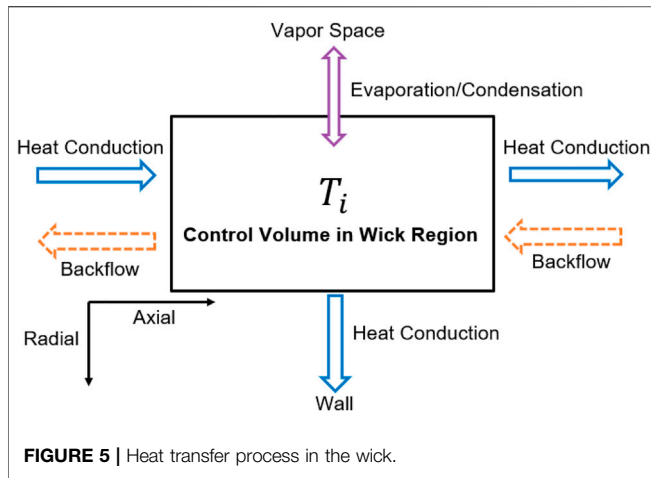 Vapor Space
Evaporation/Condensation
Heat Conduction
Heat Conduction
T_i
Control Volume in Wick Region
Backflow
Backflow
Axial
Radial
Heat Conduction
Wall
FIGURE 5 | Heat transfer process in the wick.